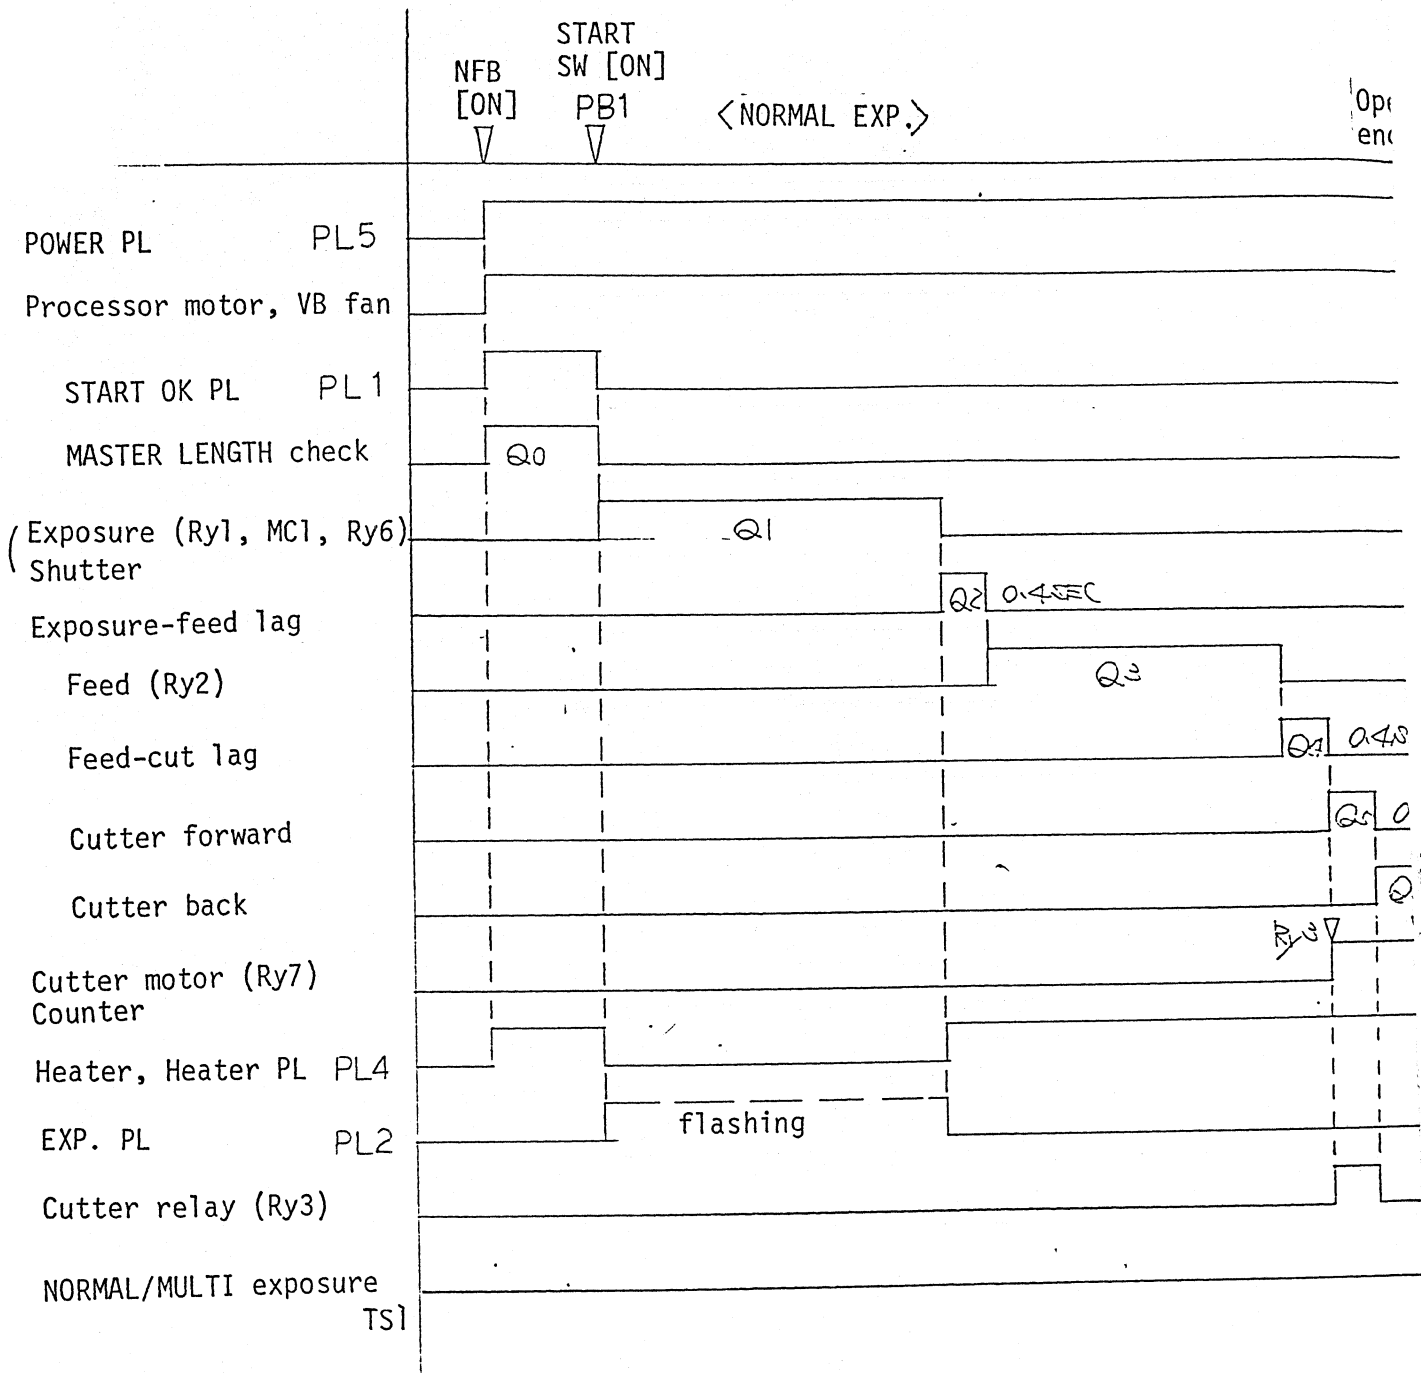 START
NFB SW [ON]
[ON] PB1 <NORMAL EXP.>
POWER PL PL5
Processor motor, VB fan
START OK PL PL1
MASTER LENGTH check Q0
Exposure (Ry1, MC1, Ry6) Q1
Shutter
Q2 0.4SEC
Exposure-feed lag
Feed (Ry2) Q3
Feed-cut lag Q4 0.4S
Cutter forward Q5 0
Cutter back Q
Ry3
Cutter motor (Ry7)
Counter
Heater, Heater PL PL4
flashing
EXP. PL PL2
Cutter relay (Ry3)
NORMAL/MULTI exposure
TS1